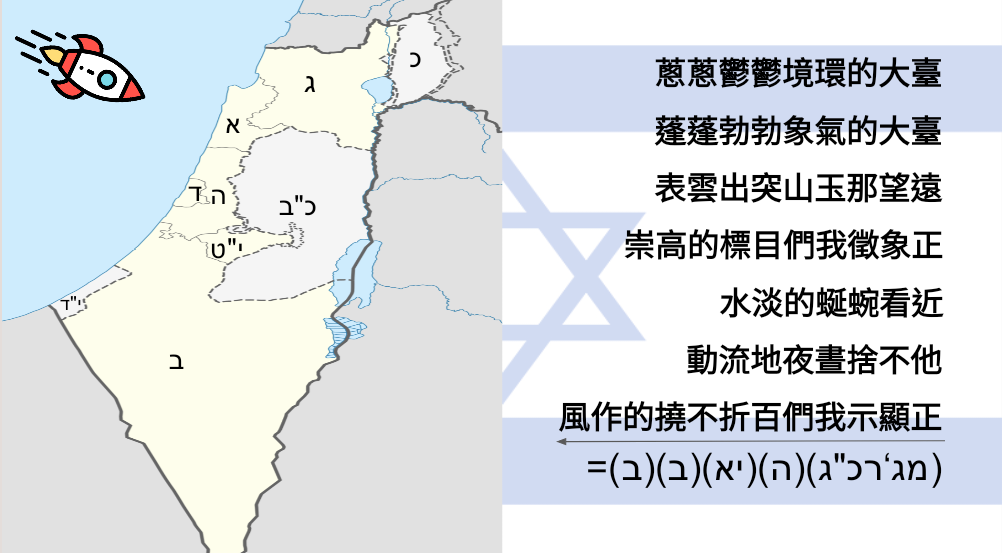 כ
ג
א
ה
ד
כ"ב
י"ט
י"ד
ב
臺大的環境鬱鬱蔥蔥
臺大的氣象勃勃蓬蓬
遠望那玉山突出雲表
正象徵我們目標的高崇
近看蜿蜒的淡水
他不捨晝夜地流動
正顯示我們百折不撓的作風
(מג‘רכ"ג)(ה)(יא)(ב)(ב)=